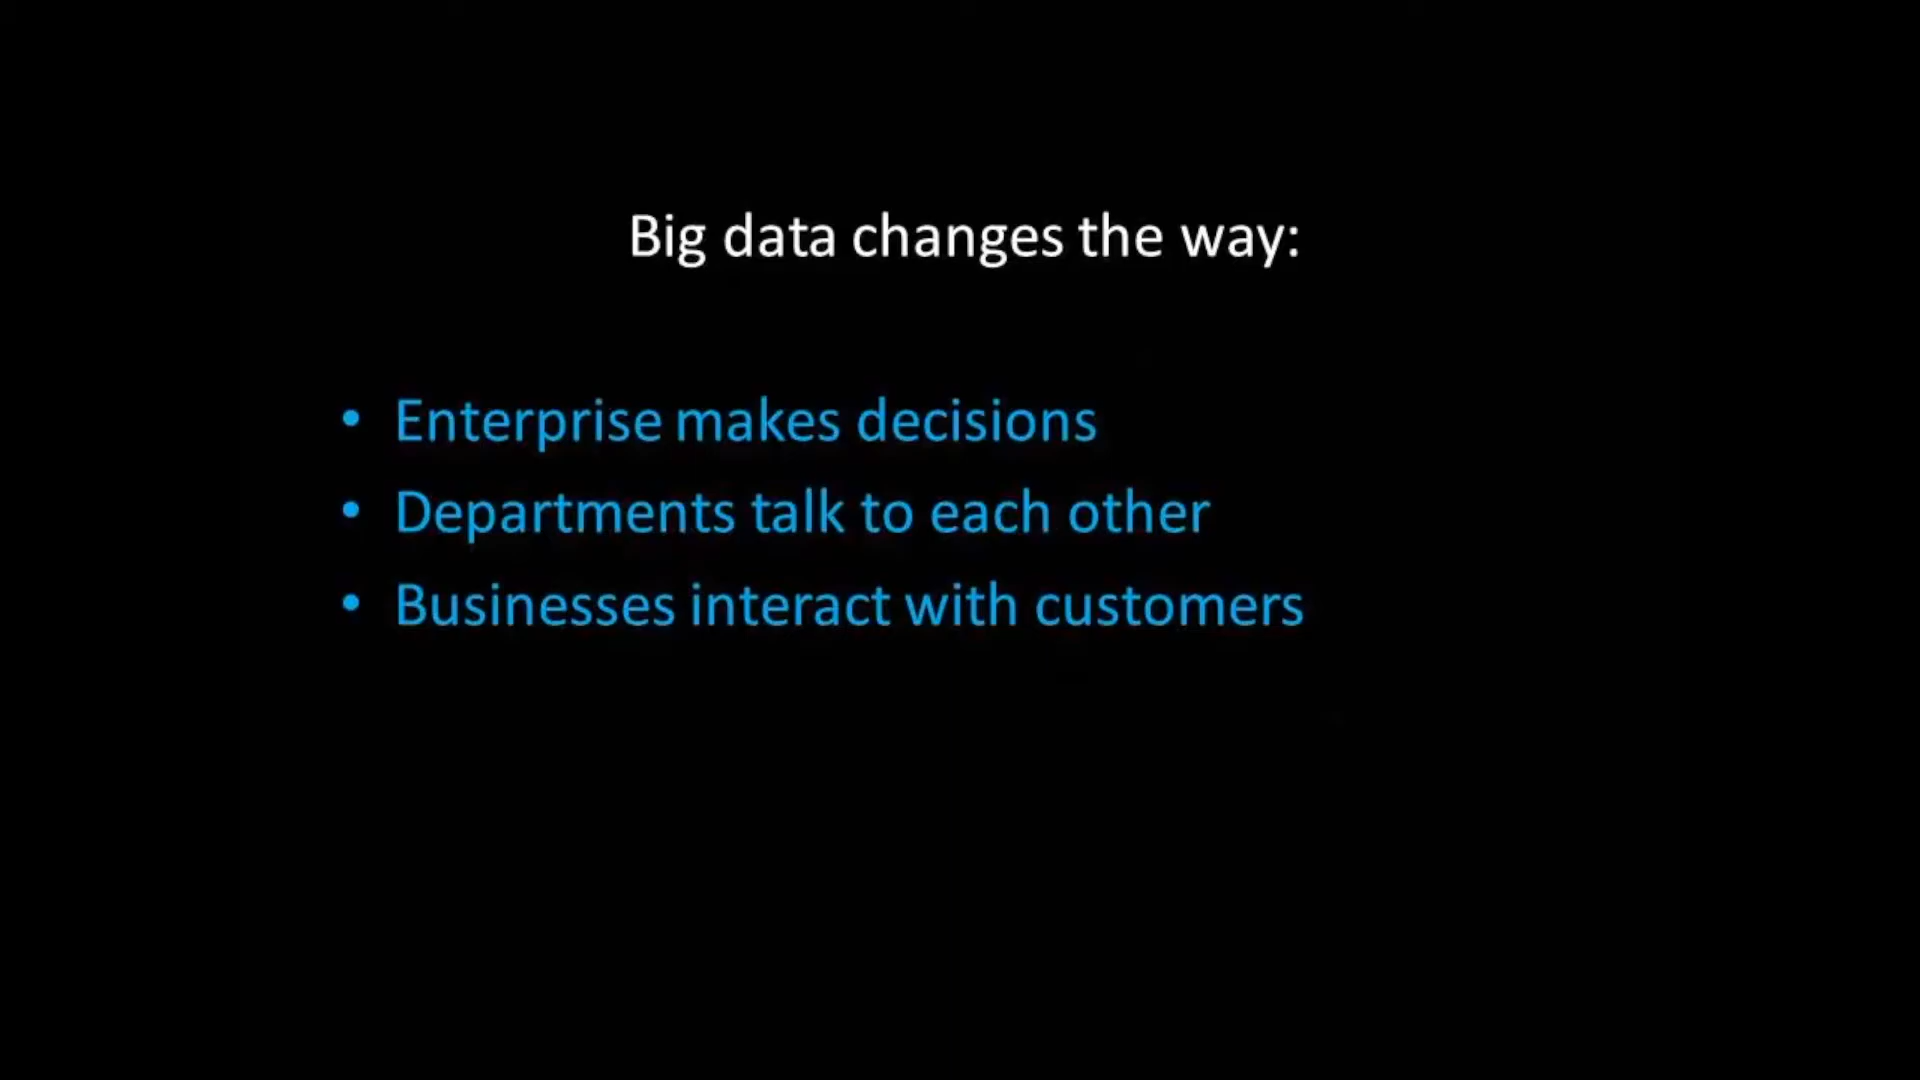 Big data changes the way:
• Enterprise makes decisions
• Departments talk to each other
• Businesses interact with customers